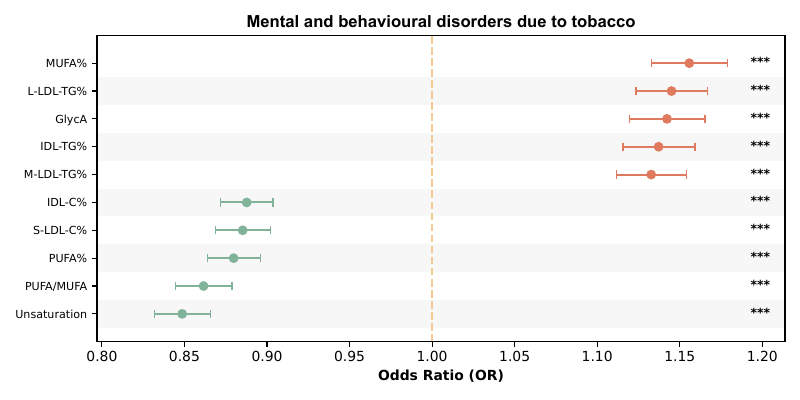 Mental and behavioural disorders due to tobacco
MUFA% ***
L-LDL-TG% ***
GlycA ***
IDL-TG% ***
M-LDL-TG% ***
IDL-C% ***
S-LDL-C% ***
PUFA% ***
PUFA/MUFA ***
Unsaturation ***
0.80 0.85 0.90 0.95 1.00 1.05 1.10 1.15 1.20
Odds Ratio (OR)